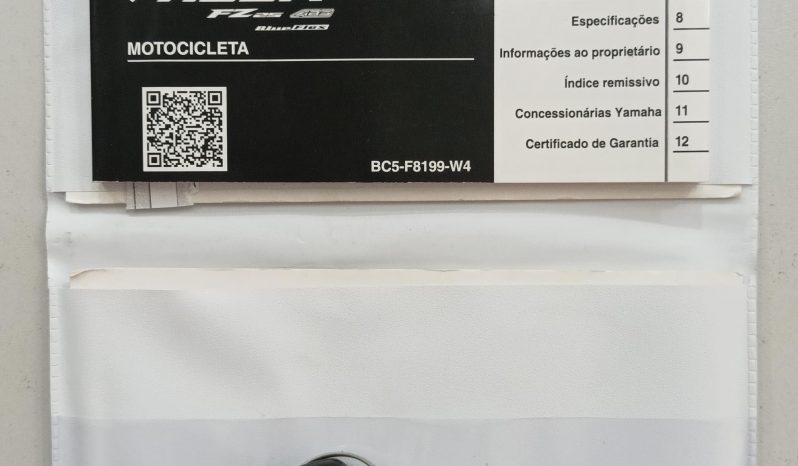 FZ25 ABS
BlueFlex
MOTOCICLETA
BC5-F8199-W4
Especificações 8
Informações ao proprietário 9
Índice remissivo 10
Concessionárias Yamaha 11
Certificado de Garantia 12